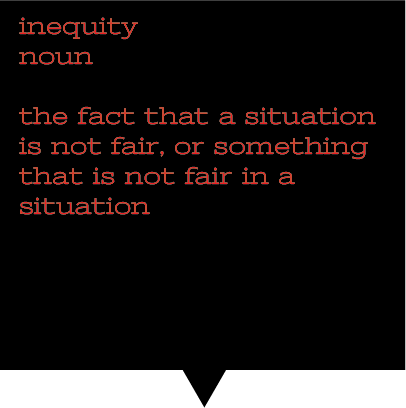 inequity
noun
the fact that a situation
is not fair, or something
that is not fair in a
situation